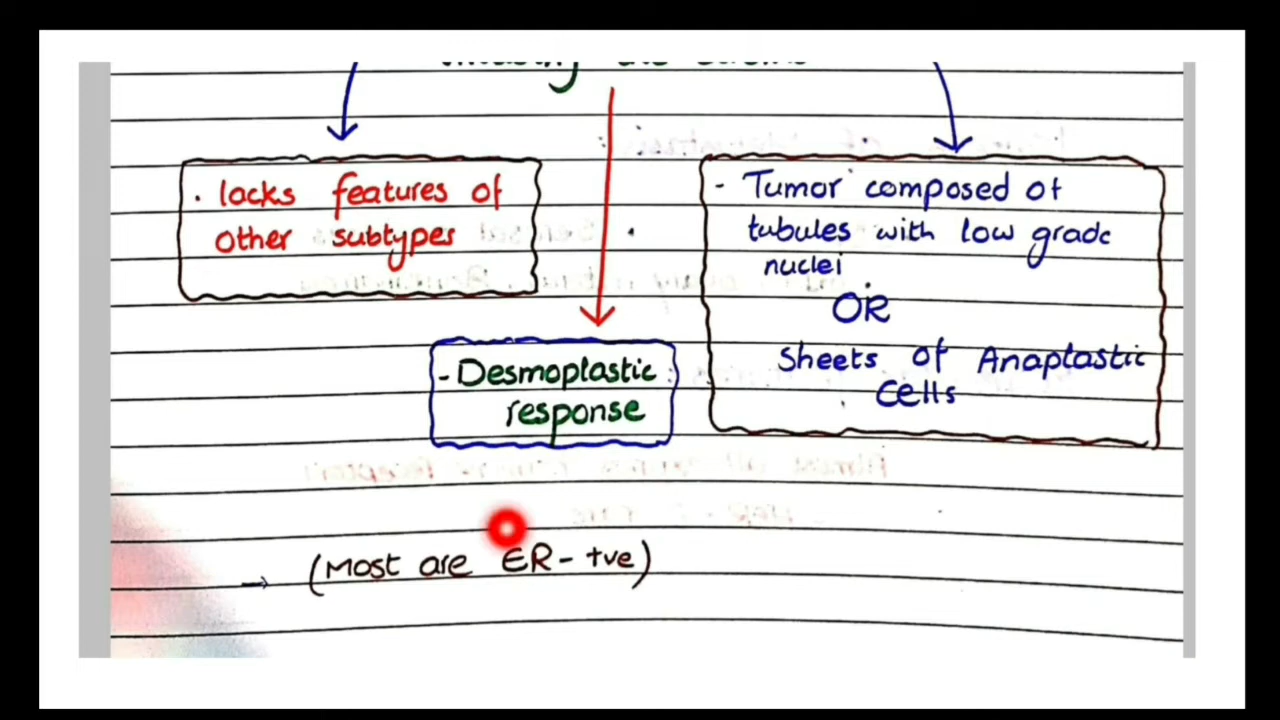 · lacks features of
other subtypes
- Tumor composed of
tubules with low grade
nuclei
OR
Sheets of Anaplastic
cells
- Desmoplastic
response
→ (Most are ER- +ve)